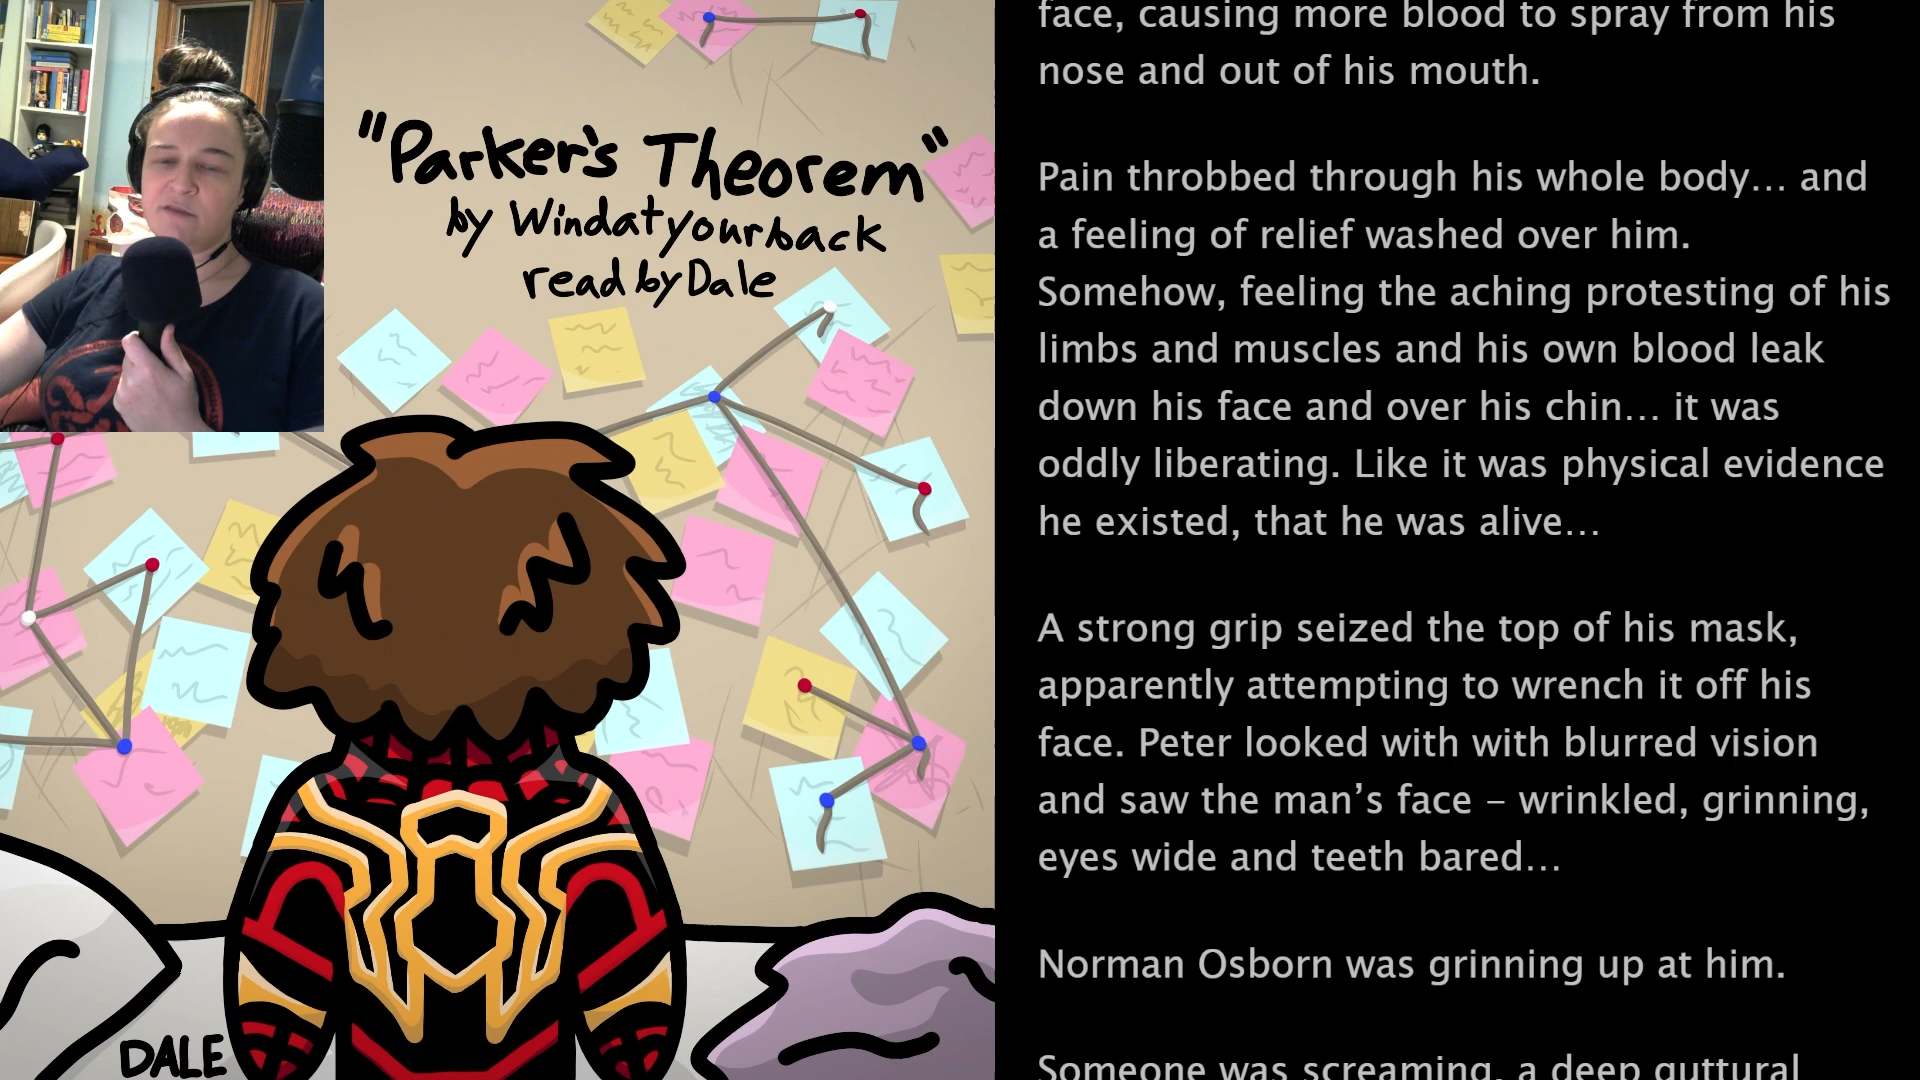 "Parker's Theorem"
by Windatyourback
read by Dale
DALE
face, causing more blood to spray from his
nose and out of his mouth.
Pain throbbed through his whole body… and
a feeling of relief washed over him.
Somehow, feeling the aching protesting of his
limbs and muscles and his own blood leak
down his face and over his chin… it was
oddly liberating. Like it was physical evidence
he existed, that he was alive…
A strong grip seized the top of his mask,
apparently attempting to wrench it off his
face. Peter looked with with blurred vision
and saw the man’s face – wrinkled, grinning,
eyes wide and teeth bared…
Norman Osborn was grinning up at him.
Someone was screaming, a deep guttural